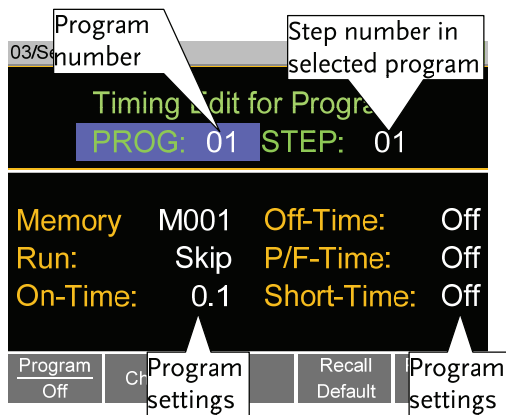 Program
number
Step number in
selected program
03/Se
Timing Edit for Progra
PROG: 01 STEP: 01
Memory M001 Off-Time: Off
Run: Skip P/F-Time: Off
On-Time: 0.1 Short-Time: Off
Program
Off
Ch
Recall
Default
Program
settings
Program
settings